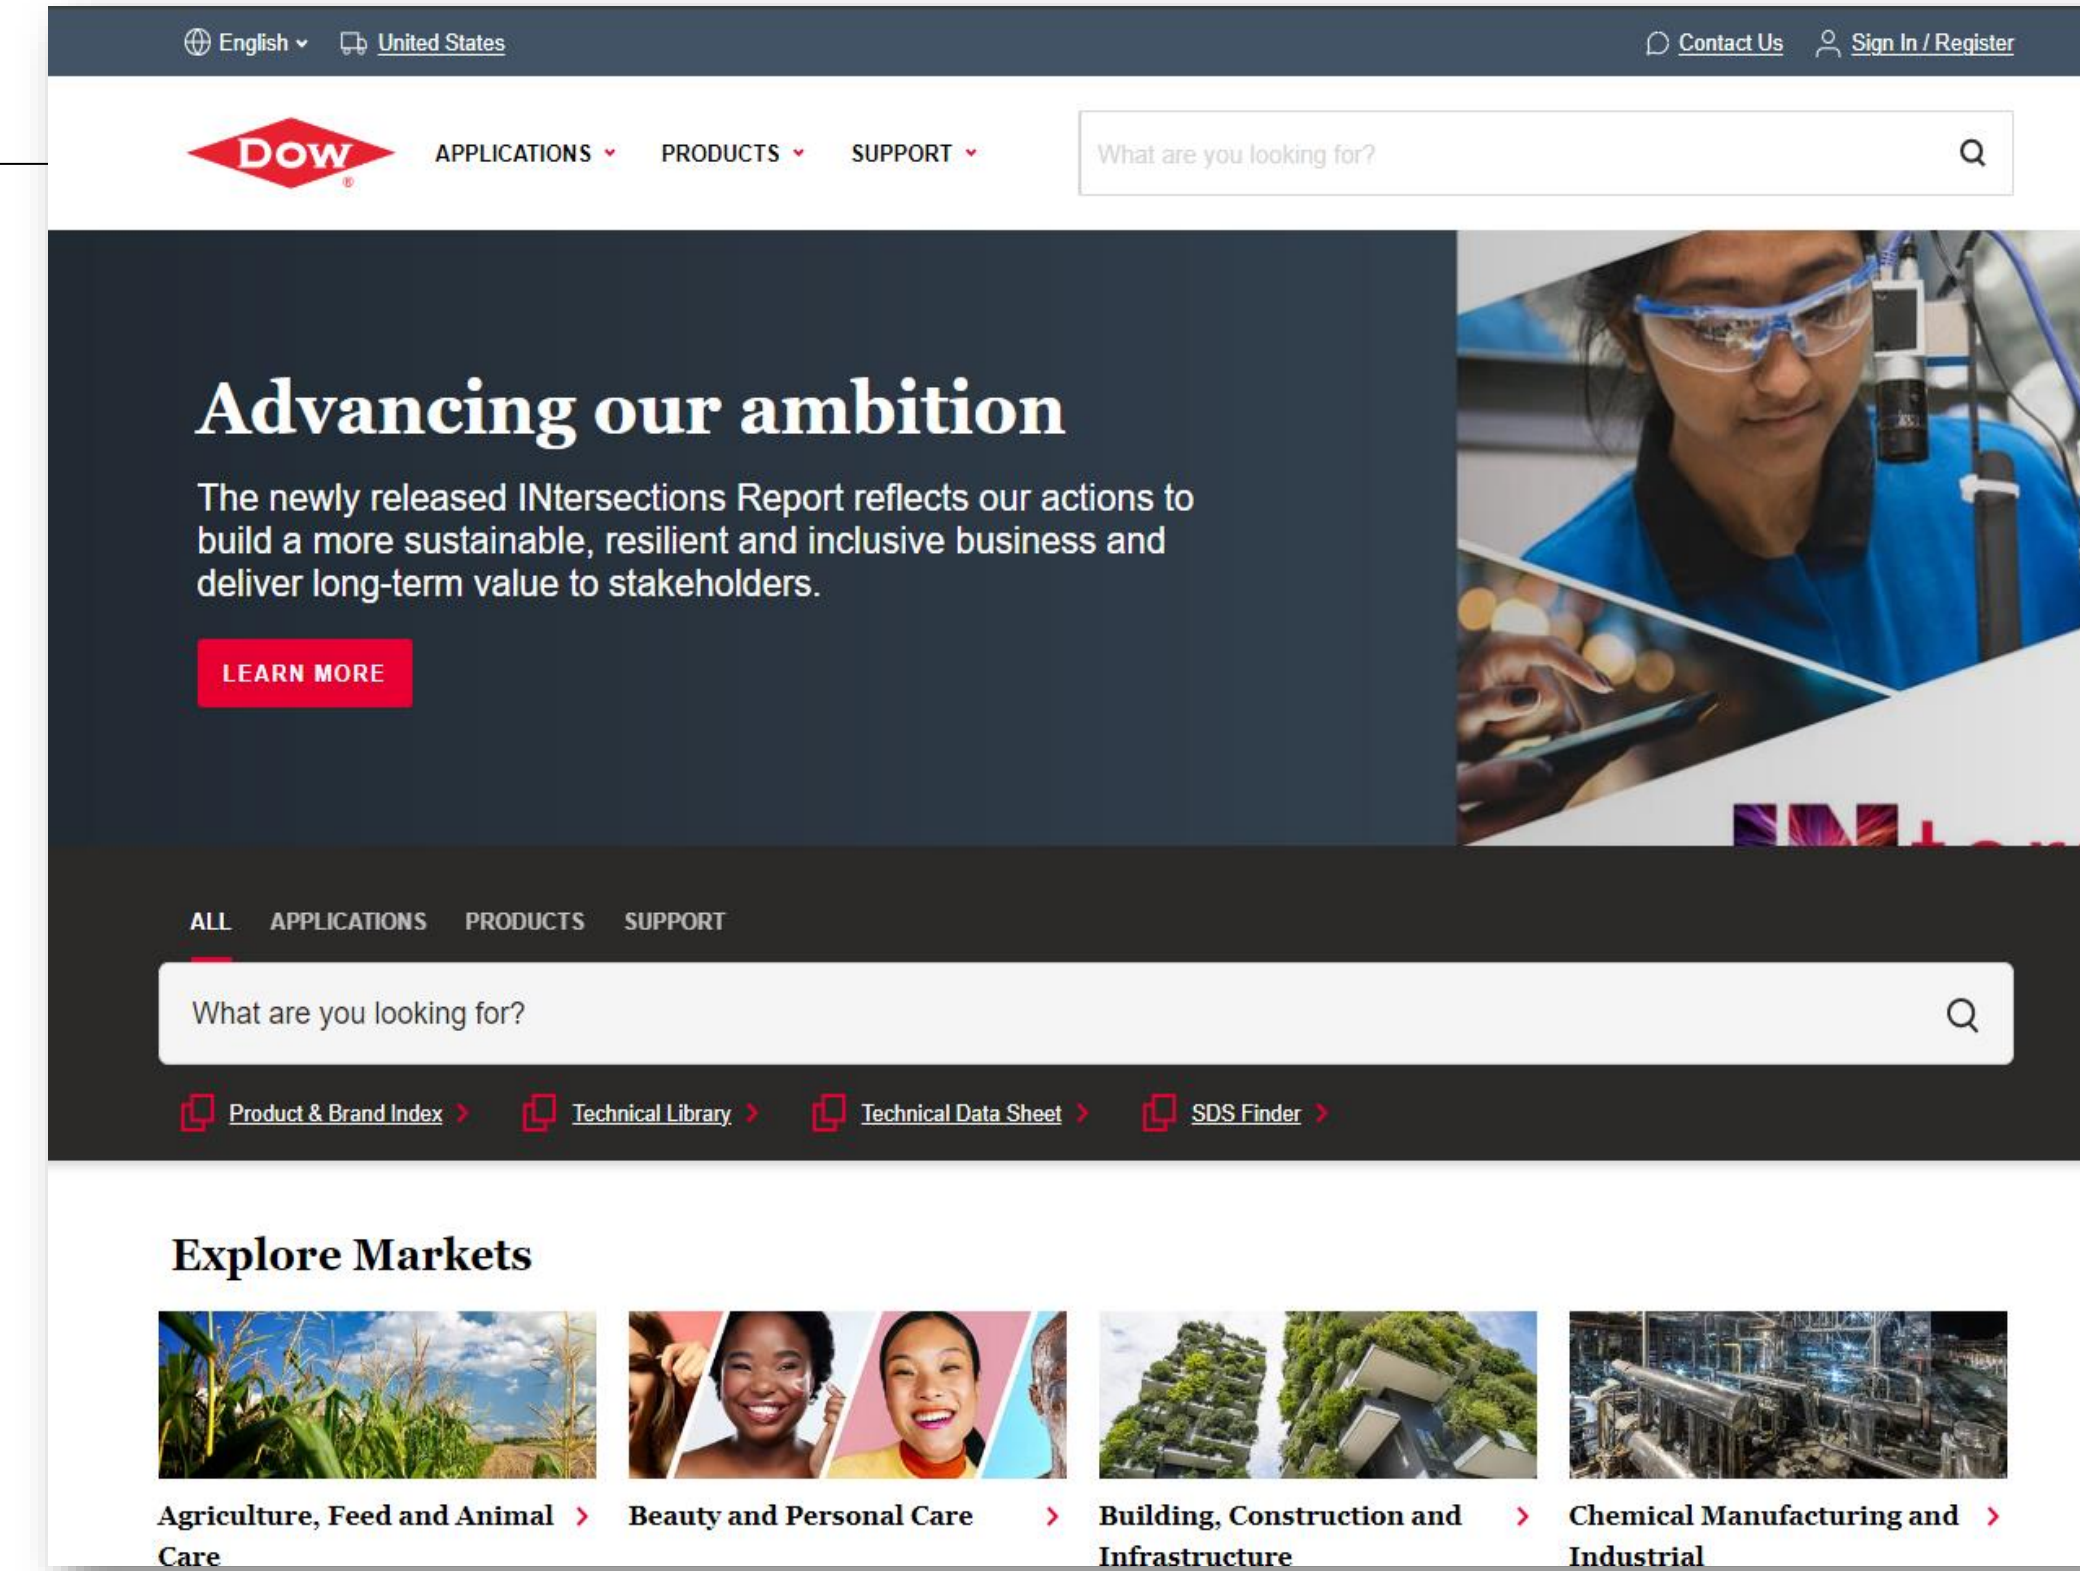 English
United States
Contact Us
Sign In / Register
DOW
®
APPLICATIONS
PRODUCTS
SUPPORT
What are you looking for?
Advancing our ambition
The newly released INtersections Report reflects our actions to
build a more sustainable, resilient and inclusive business and
deliver long-term value to stakeholders.
LEARN MORE
ALL
APPLICATIONS
PRODUCTS
SUPPORT
What are you looking for?
Product & Brand Index
Technical Library
Technical Data Sheet
SDS Finder
Explore Markets
Agriculture, Feed and Animal
Care
Beauty and Personal Care
Building, Construction and
Infrastructure
Chemical Manufacturing and
Industrial